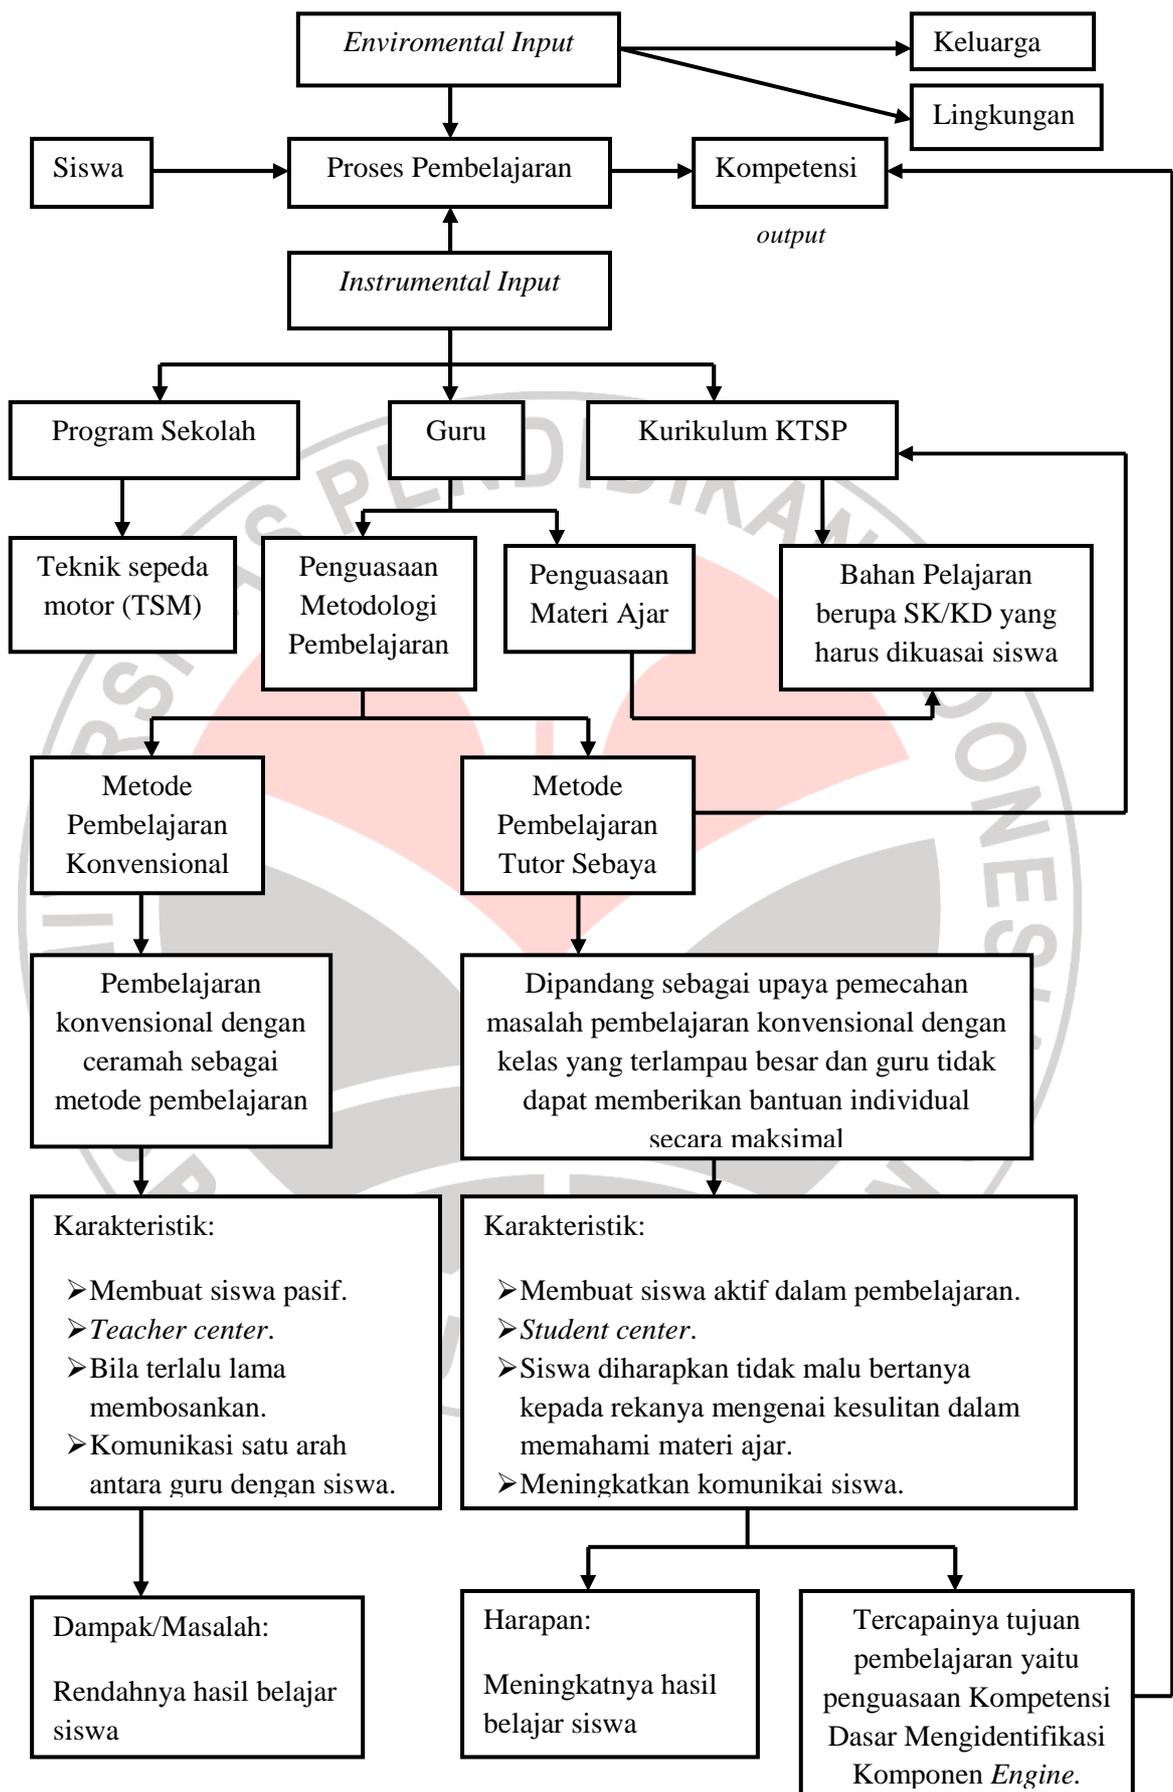 Enviromental Input
Keluarga
Lingkungan
Siswa
Proses Pembelajaran
Kompetensi
output
Instrumental Input
Program Sekolah
Guru
Kurikulum KTSP
Teknik sepeda
motor (TSM)
Penguasaan
Metodologi
Pembelajaran
Penguasaan
Materi Ajar
Bahan Pelajaran
berupa SK/KD yang
harus dikuasai siswa
Metode
Pembelajaran
Konvensional
Metode
Pembelajaran
Tutor Sebaya
Pembelajaran
konvensional dengan
ceramah sebagai
metode pembelajaran
Dipandang sebagai upaya pemecahan
masalah pembelajaran konvensional dengan
kelas yang terlampau besar dan guru tidak
dapat memberikan bantuan individual
secara maksimal
Karakteristik:
➢Membuat siswa pasif.
➢Teacher center.
➢Bila terlalu lama
membosankan.
➢Komunikasi satu arah
antara guru dengan siswa.
Karakteristik:
➢Membuat siswa aktif dalam pembelajaran.
➢Student center.
➢Siswa diharapkan tidak malu bertanya
kepada rekanya mengenai kesulitan dalam
memahami materi ajar.
➢Meningkatkan komunikai siswa.
Dampak/Masalah:
Rendahnya hasil belajar
siswa
Harapan:
Meningkatnya hasil
belajar siswa
Tercapainya tujuan
pembelajaran yaitu
penguasaan Kompetensi
Dasar Mengidentifikasi
Komponen Engine.